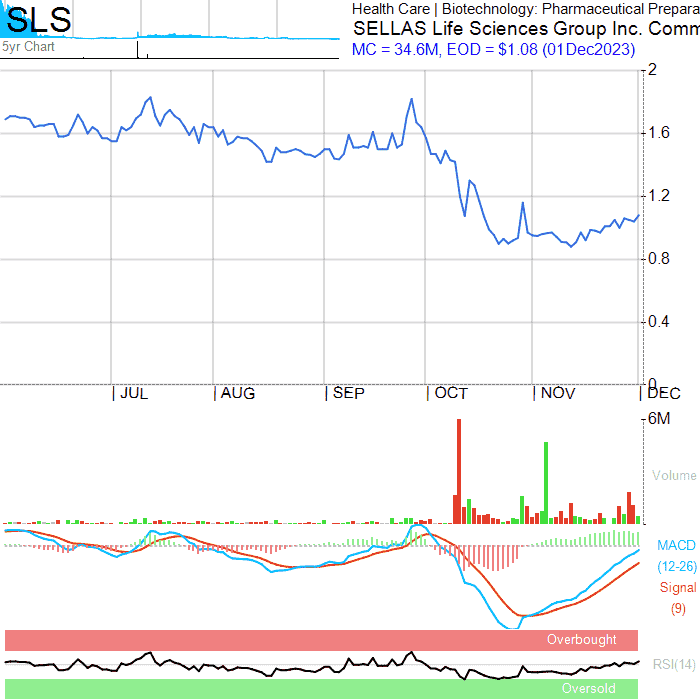 SLS
5yr Chart
Health Care | Biotechnology: Pharmaceutical Prepara
SELLAS Life Sciences Group Inc. Comm
MC = 34.6M, EOD = $1.08 (01Dec2023)
2
1.6
1.2
0.8
0.4
0
| JUL | AUG | SEP | OCT | NOV | DEC
6M
Volume
MACD
(12-26)
Signal
(9)
Overbought
RSI(14)
Oversold